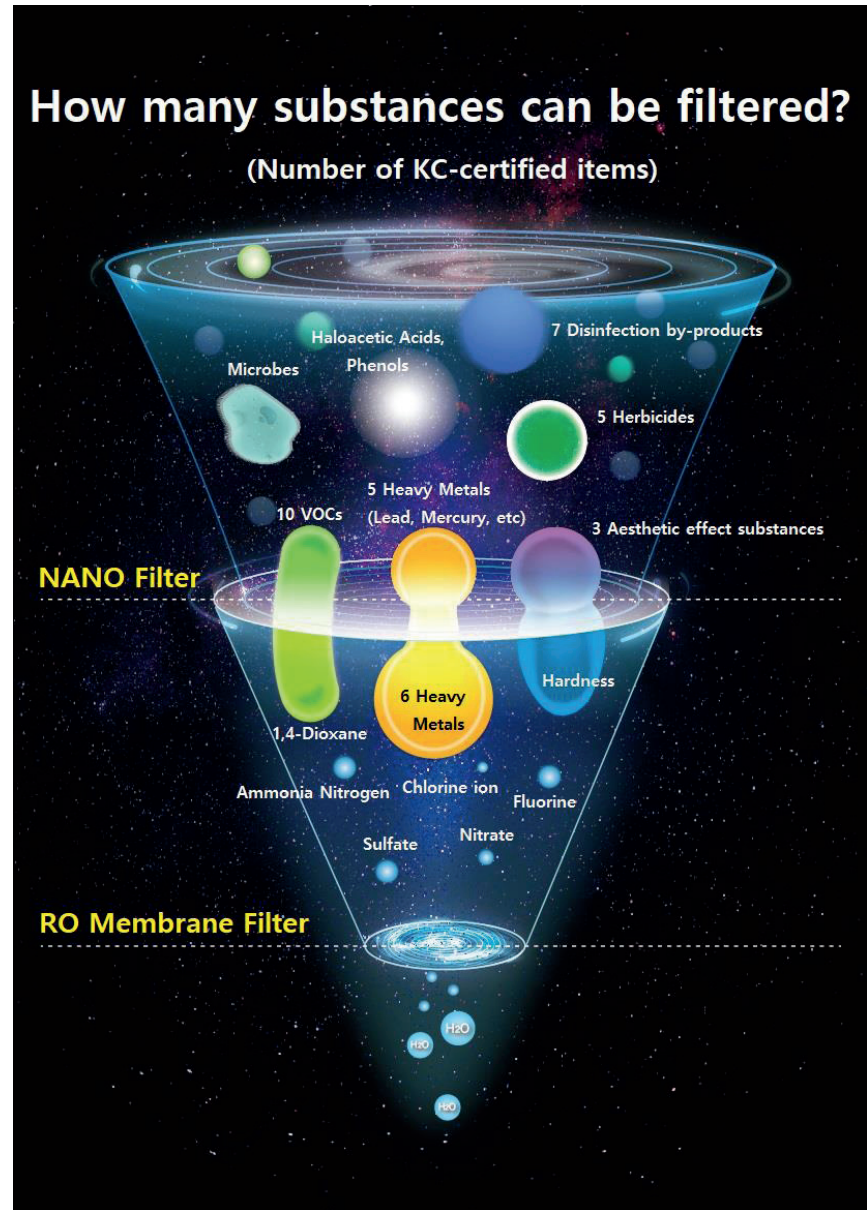 How many substances can be filtered?
(Number of KC-certified items)
7 Disinfection by-products
Haloacetic Acids,
Phenols
Microbes
5 Herbicides
5 Heavy Metals
(Lead, Mercury, etc)
10 VOCs
3 Aesthetic effect substances
NANO Filter
Hardness
6 Heavy
Metals
1,4-Dioxane
Ammonia Nitrogen
Chlorine ion
Fluorine
Nitrate
Sulfate
RO Membrane Filter
H2O
H2O
H2O